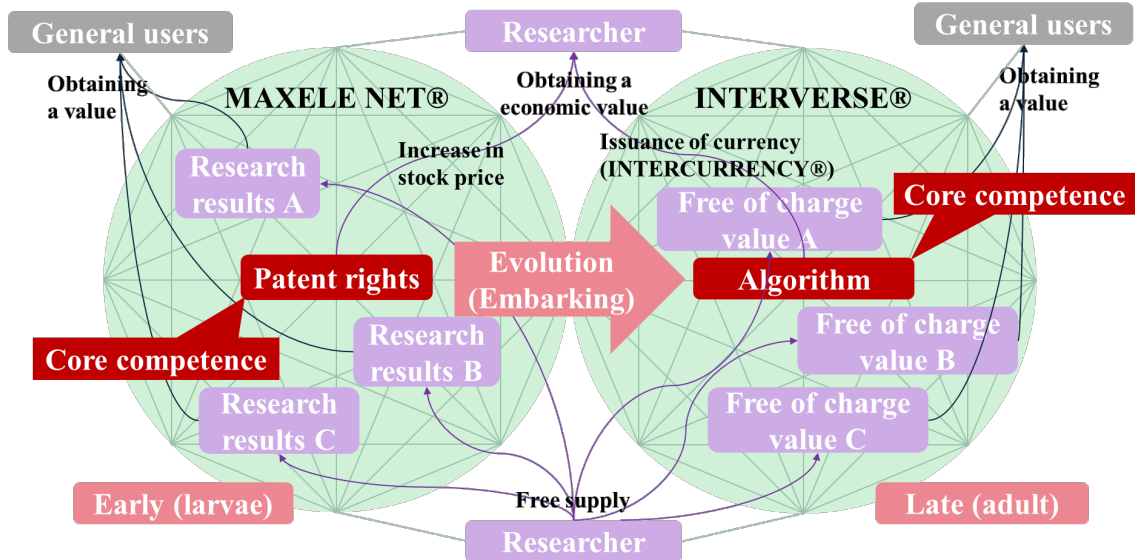 General users
Researcher
General users
Obtaining
a value
MAXELE NET®
Obtaining a
economic value
INTERVERSE®
Obtaining
a value
Increase in
stock price
Issuance of currency
(INTERCURRENCY®)
Research
results A
Free of charge
value A
Core competence
Patent rights
Evolution
(Embarking)
Algorithm
Core competence
Research
results B
Free of charge
value B
Research
results C
Free of charge
value C
Early (larvae)
Free supply
Late (adult)
Researcher